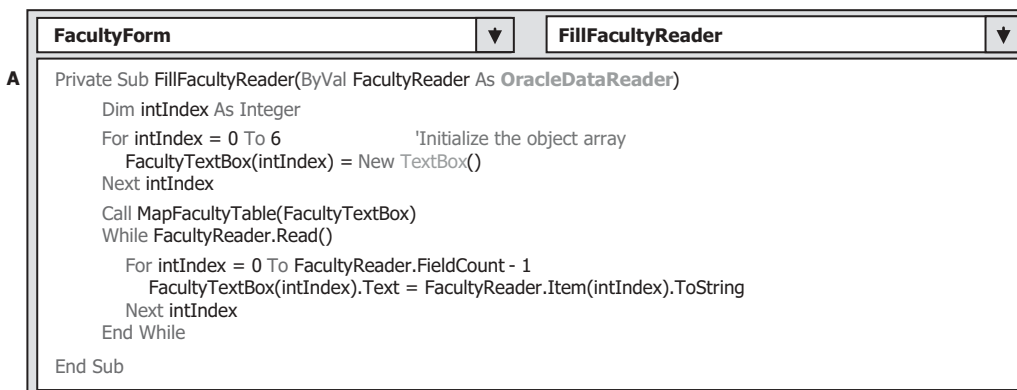 FacultyForm
FillFacultyReader
A
Private Sub FillFacultyReader(ByVal FacultyReader As OracleDataReader)
Dim intIndex As Integer
For intIndex = 0 To 6 'Initialize the object array
FacultyTextBox(intIndex) = New TextBox()
Next intIndex
Call MapFacultyTable(FacultyTextBox)
While FacultyReader.Read()
For intIndex = 0 To FacultyReader.FieldCount - 1
FacultyTextBox(intIndex).Text = FacultyReader.Item(intIndex).ToString
Next intIndex
End While
End Sub